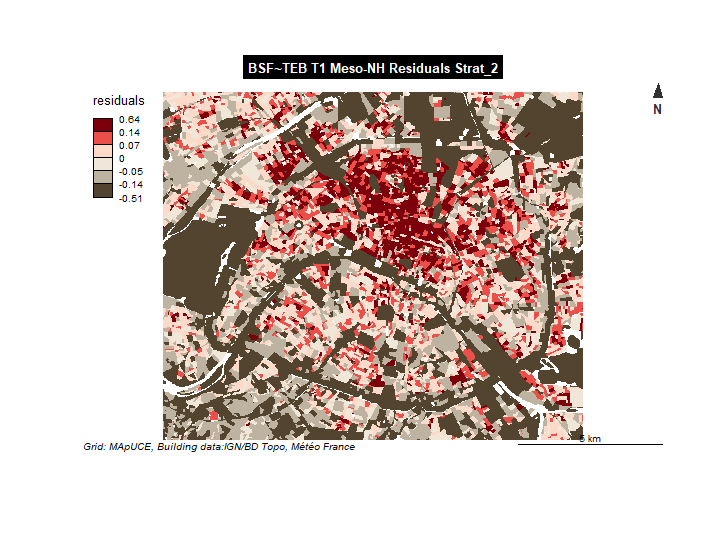 BSF~TEB T1 Meso-NH Residuals Strat_2
residuals
0.64
0.14
0.07
0
-0.05
-0.14
-0.51
N
5 km
Grid: MApUCE, Building data:IGN/BD Topo, Météo France